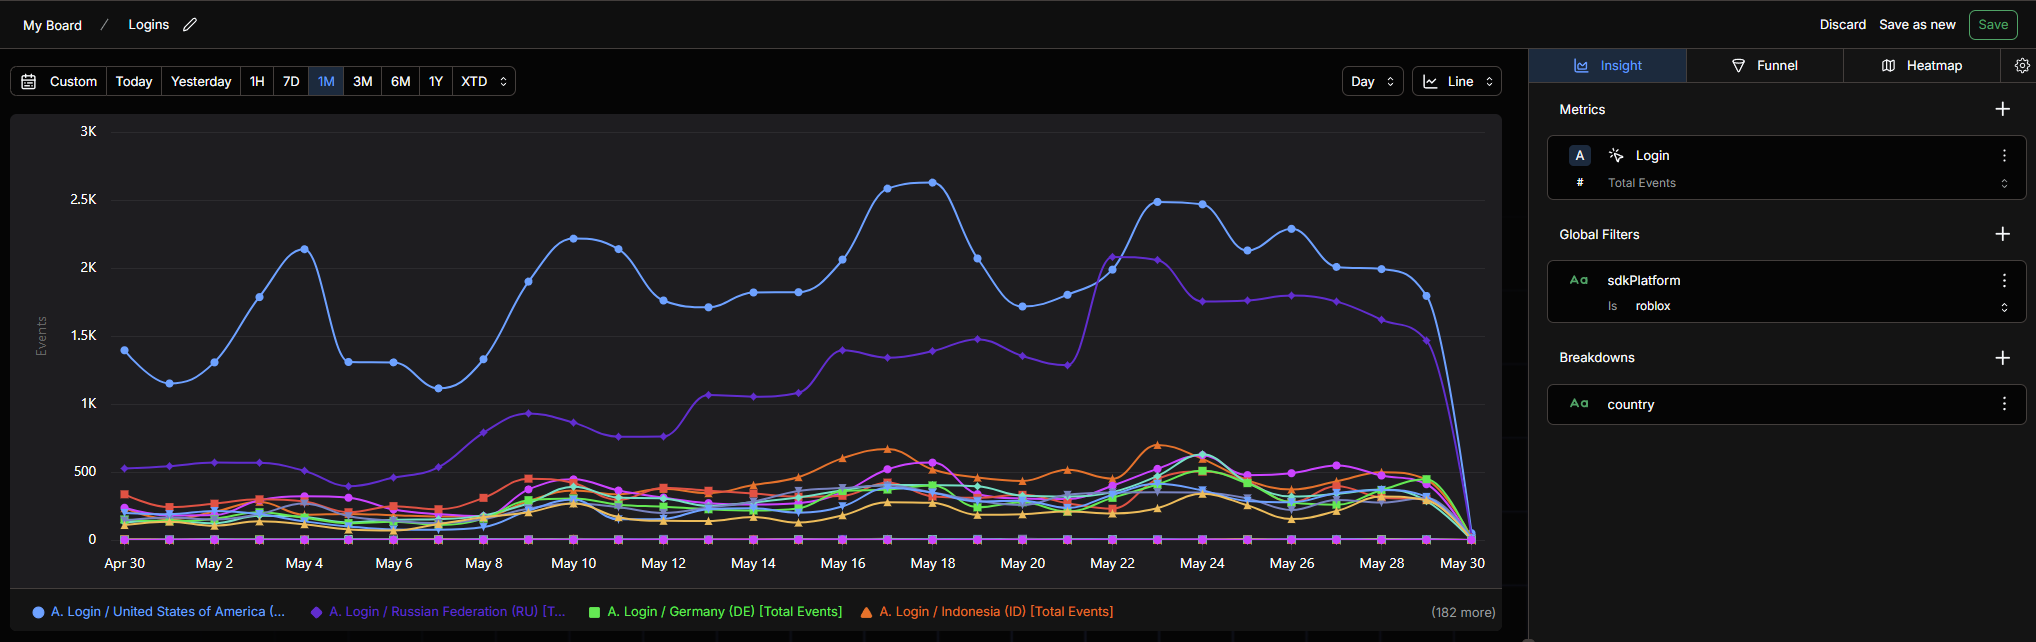 My Board / Logins
Discard Save as new Save
Custom Today Yesterday 1H 7D 1M 3M 6M 1Y XTD
Day Line
3K
2.5K
2K
1.5K
1K
500
0
Events
Apr 30 May 2 May 4 May 6 May 8 May 10 May 12 May 14 May 16 May 18 May 20 May 22 May 24 May 26 May 28 May 30
A. Login / United States of America (... A. Login / Russian Federation (RU) [T... A. Login / Germany (DE) [Total Events] A. Login / Indonesia (ID) [Total Events] (182 more)
Insight Funnel Heatmap
Metrics
A Login
# Total Events
Global Filters
Aa sdkPlatform
Is roblox
Breakdowns
Aa country